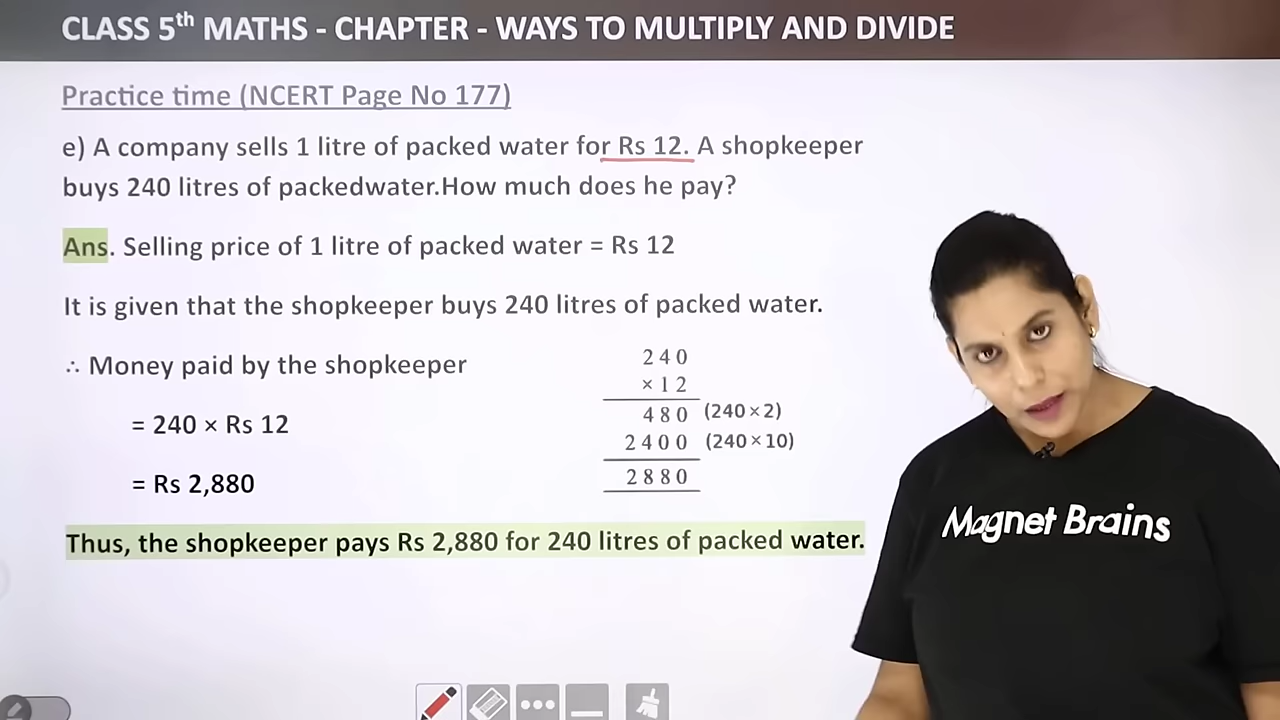 CLASS 5th MATHS - CHAPTER - WAYS TO MULTIPLY AND DIVIDE
Practice time (NCERT Page No 177)
e) A company sells 1 litre of packed water for Rs 12. A shopkeeper
buys 240 litres of packedwater.How much does he pay?
Ans. Selling price of 1 litre of packed water = Rs 12
It is given that the shopkeeper buys 240 litres of packed water.
∴ Money paid by the shopkeeper
= 240 × Rs 12
= Rs 2,880
240
×12
480 (240×2)
2400 (240×10)
2880
Thus, the shopkeeper pays Rs 2,880 for 240 litres of packed water.
Magnet Brains